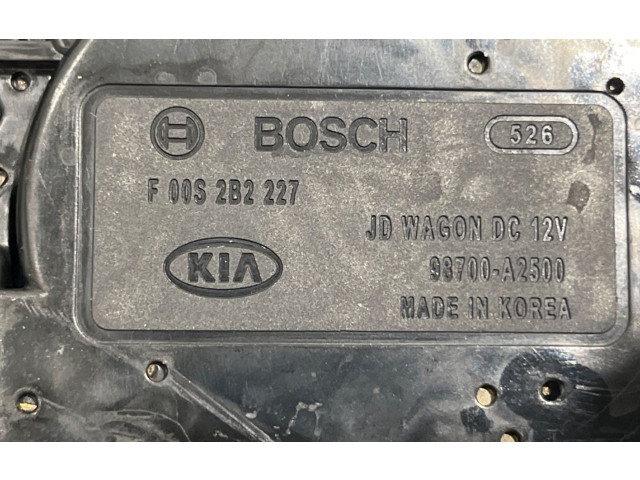 BOSCH 526
F 00S 2B2 227
JD WAGON DC 12V
KIA
98700-A2500
MADE IN KOREA